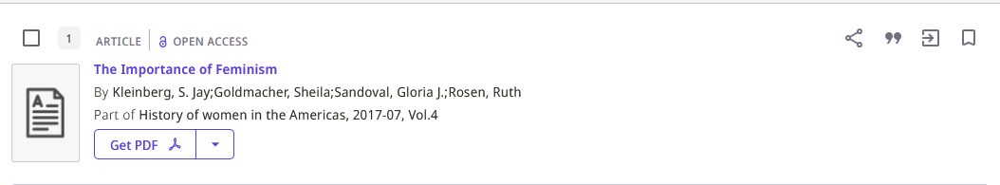 1 ARTICLE OPEN ACCESS
The Importance of Feminism
By Kleinberg, S. Jay;Goldmacher, Sheila;Sandoval, Gloria J.;Rosen, Ruth
Part of History of women in the Americas, 2017-07, Vol.4
Get PDF